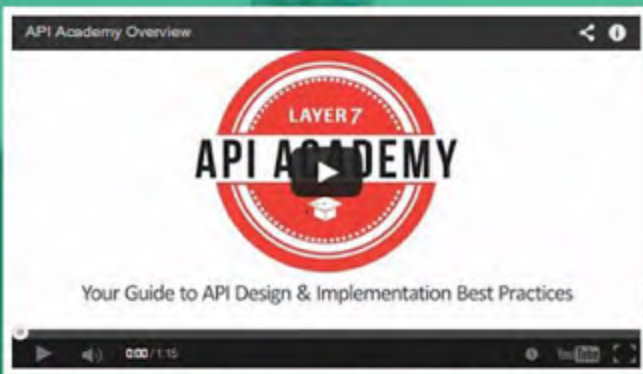 API Academy Overview
LAYER 7
API ACADEMY
Your Guide to API Design & Implementation Best Practices
0:00 / 1:15
YouTube